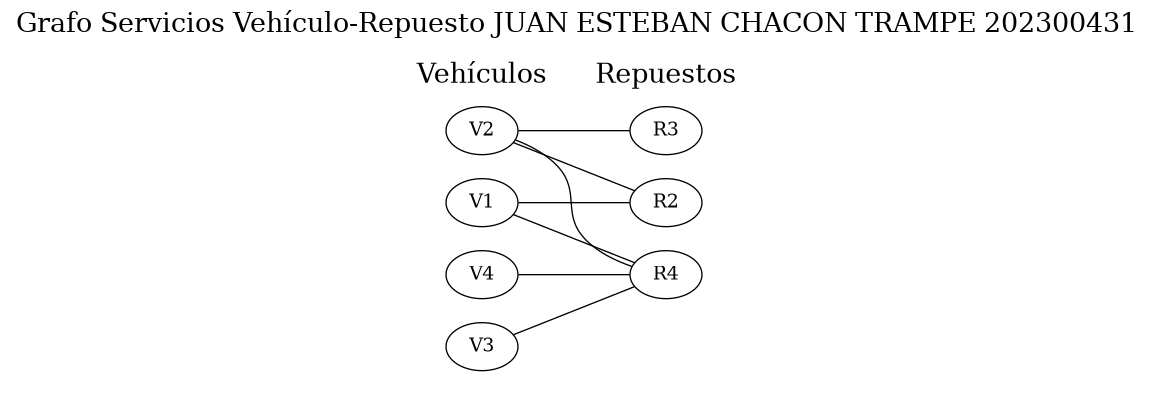 Grafo Servicios Vehículo-Repuesto JUAN ESTEBAN CHACON TRAMPE 202300431
Vehículos Repuestos
V2 R3
V1 R2
V4 R4
V3